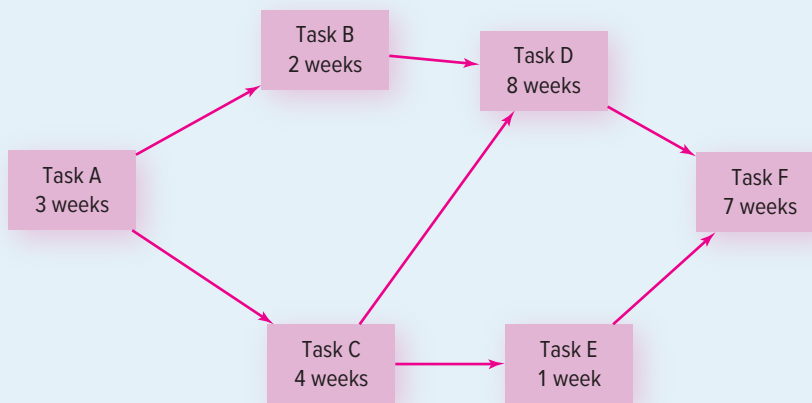 Task A
3 weeks
Task B
2 weeks
Task C
4 weeks
Task D
8 weeks
Task E
1 week
Task F
7 weeks